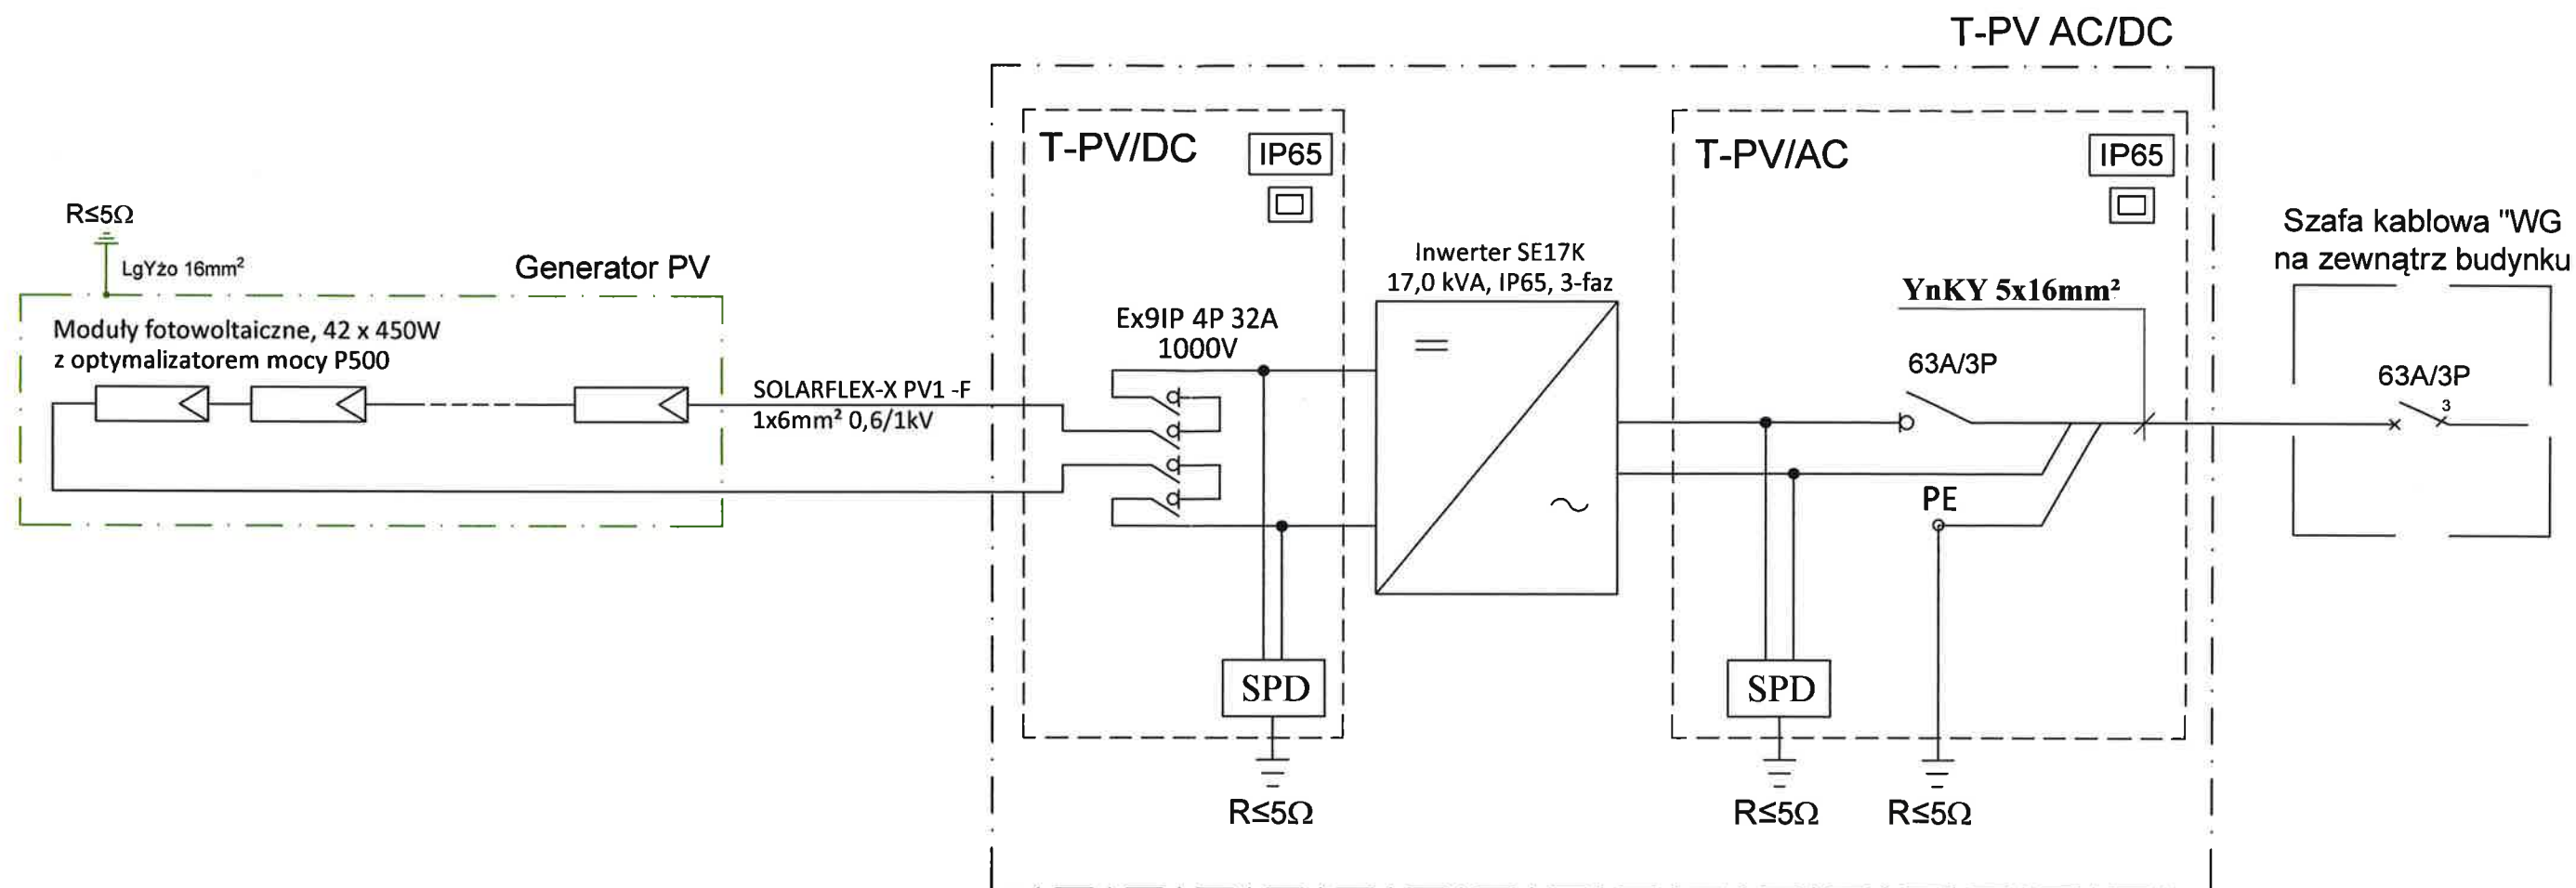 T-PV AC/DC
R≤5Ω
LgYżo 16mm²
Generator PV
Moduły fotowoltaiczne, 42 x 450W
z optymalizatorem mocy P500
SOLARFLEX-X PV1 -F
1x6mm² 0,6/1kV
T-PV/DC
IP65
Ex9IP 4P 32A
1000V
SPD
R≤5Ω
Inwerter SE17K
17,0 kVA, IP65, 3-faz
T-PV/AC
IP65
YnKY 5x16mm²
63A/3P
PE
SPD
R≤5Ω
R≤5Ω
Szafa kablowa "WG
na zewnątrz budynku
63A/3P
3